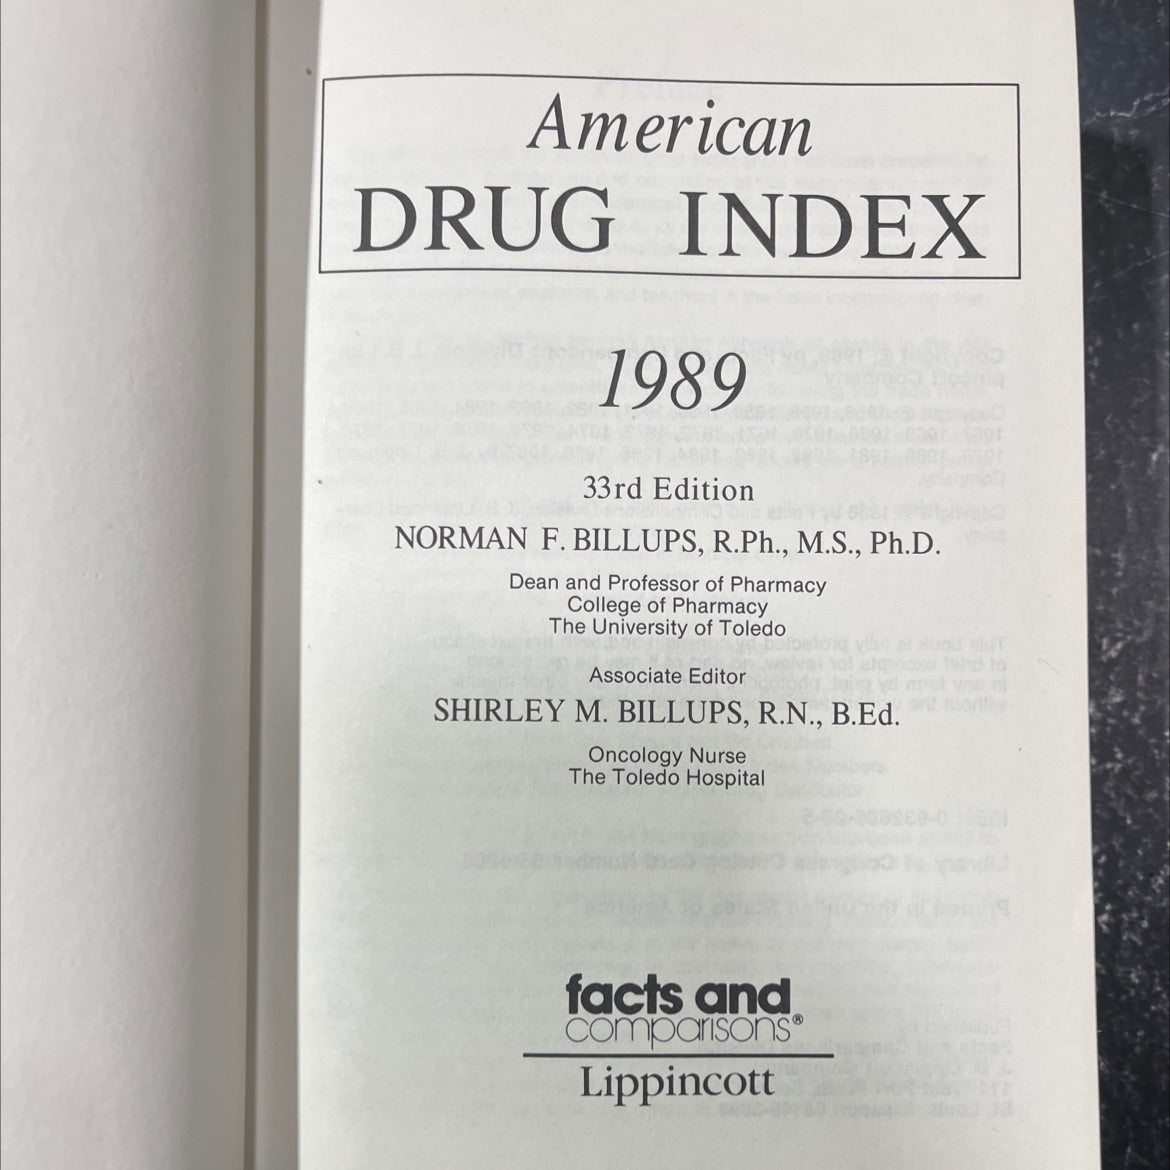 American
DRUG INDEX
1989
33rd Edition
NORMAN F. BILLUPS, R.Ph., M.S., Ph.D.
Dean and Professor of Pharmacy
College of Pharmacy
The University of Toledo
Associate Editor
SHIRLEY M. BILLUPS, R.N., B.Ed.
Oncology Nurse
The Toledo Hospital
facts and
comparisons®
Lippincott